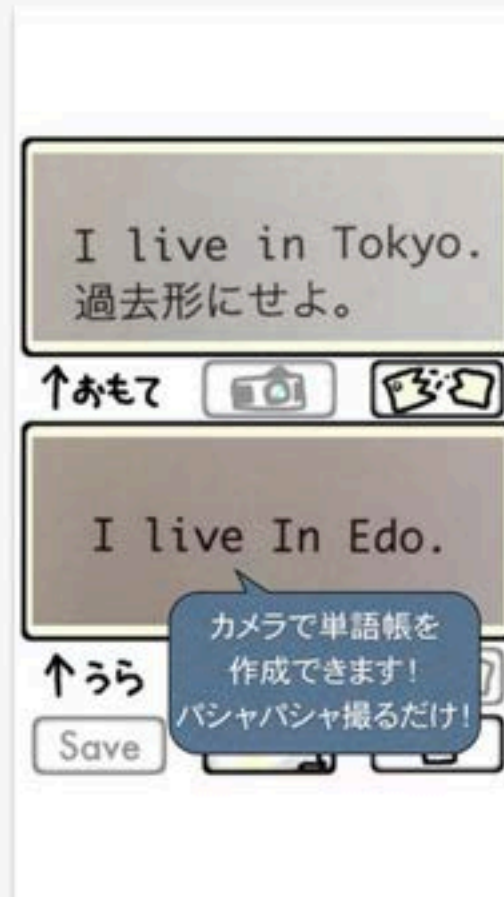 I live in Tokyo.
過去形にせよ。
↑おもて
I live In Edo.
カメラで単語帳を
作成できます!
パシャパシャ撮るだけ!
↑うら
Save